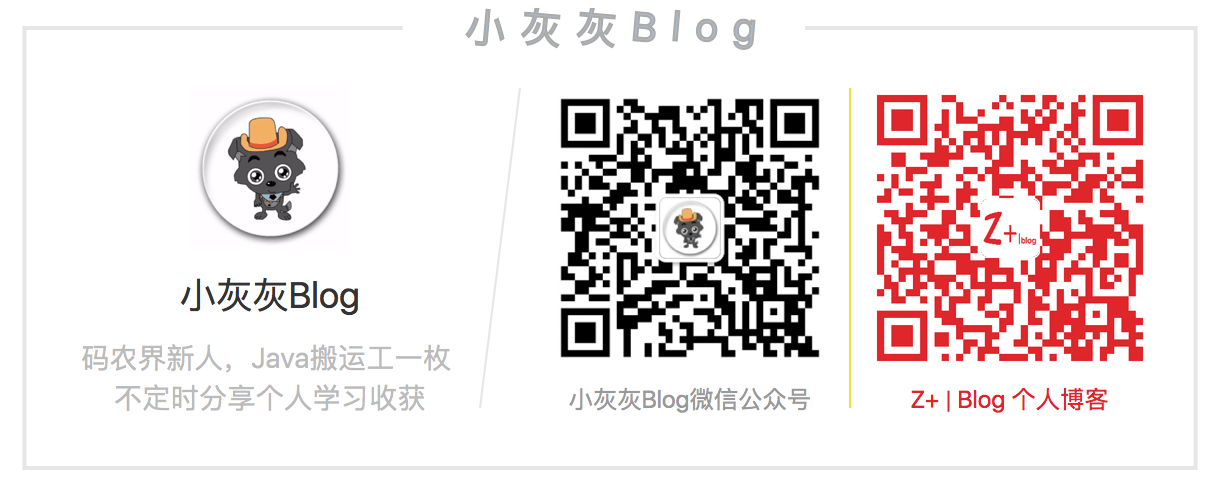 小灰灰Blog
小灰灰Blog
码农界新人，Java搬运工一枚
不定时分享个人学习收获
小灰灰Blog微信公众号
Z+|blog
Z+ | Blog 个人博客